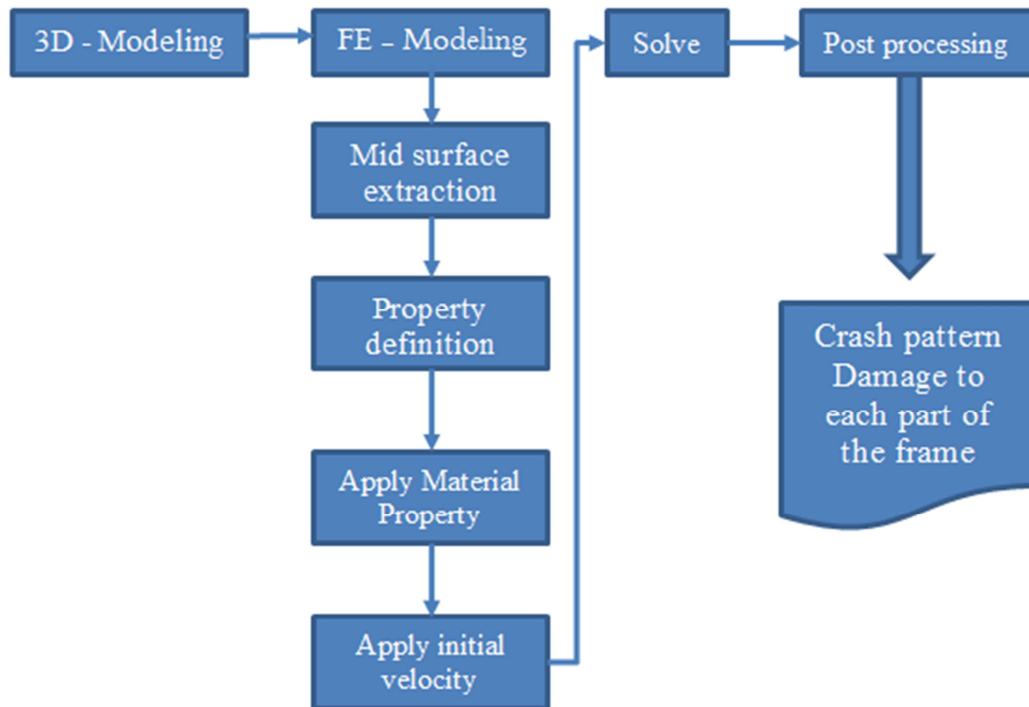 3D - Modeling
FE – Modeling
Mid surface
extraction
Property
definition
Apply Material
Property
Apply initial
velocity
Solve
Post processing
Crash pattern
Damage to
each part of
the frame